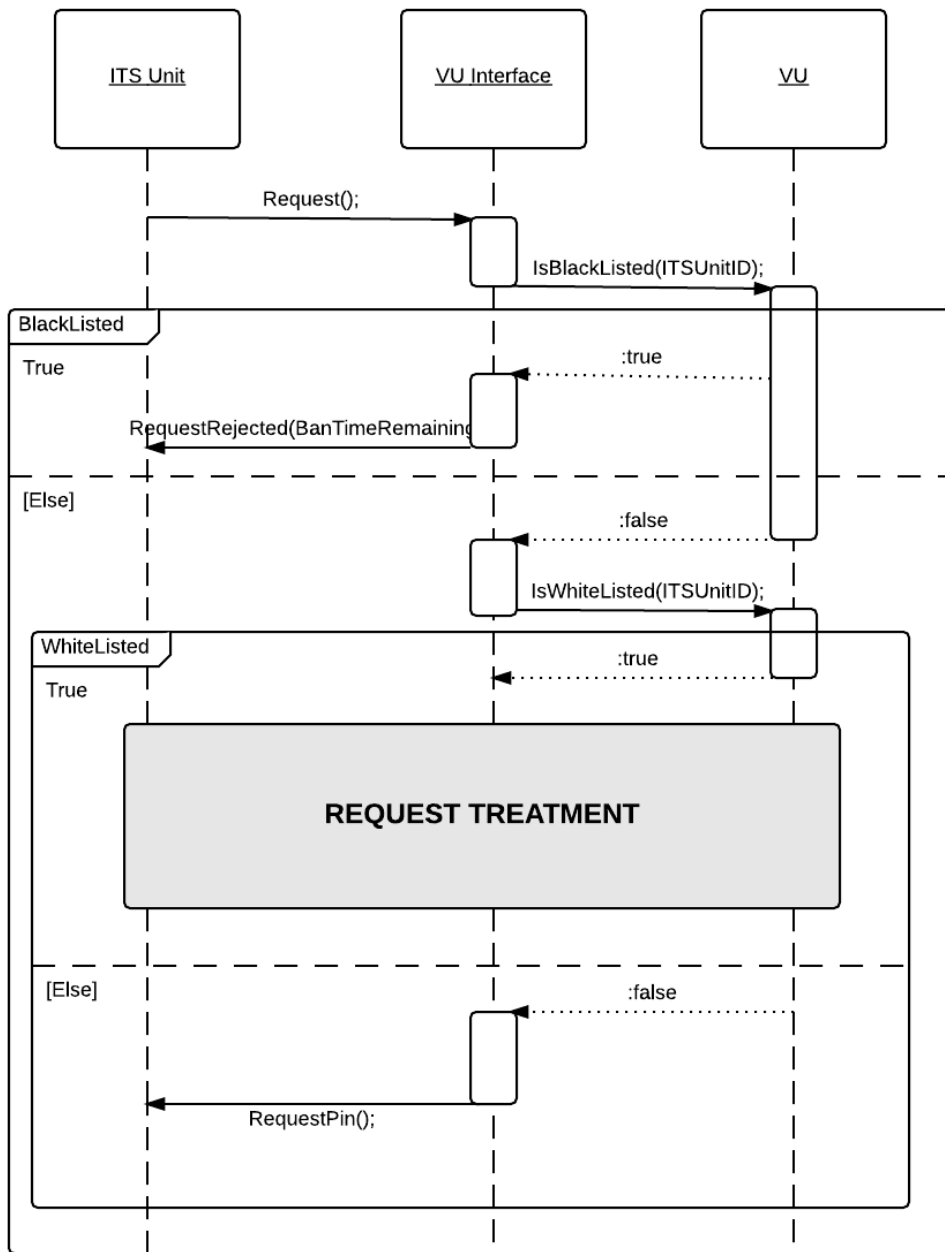 ITS Unit
VU Interface
VU
Request();
IsBlackListed(ITSUnitID);
BlackListed
True
:true
RequestRejected(BanTimeRemaining
[Else]
:false
IsWhiteListed(ITSUnitID);
WhiteListed
:true
True
REQUEST TREATMENT
[Else]
:false
RequestPin();